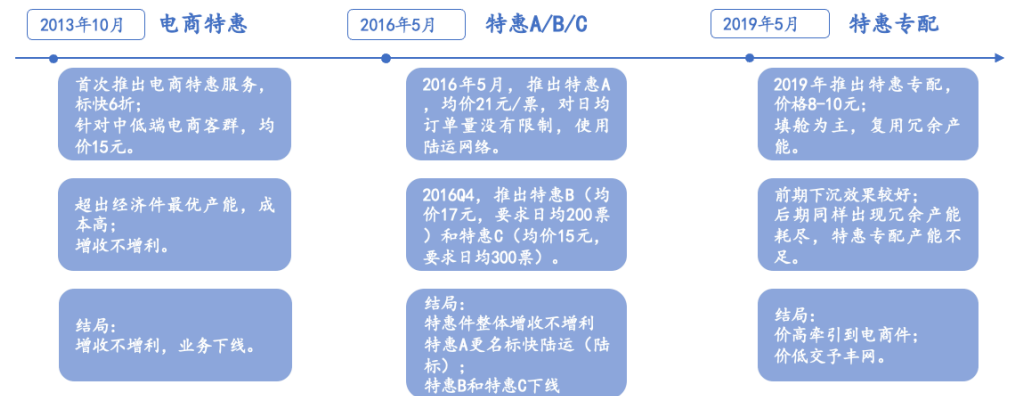 2013年10月
电商特惠
首次推出电商特惠服务，
标快6折；
针对中低端电商客群，均
价15元。
超出经济件最优产能，成
本高；
增收不增利。
结局：
增收不增利，业务下线。
2016年5月
特惠A/B/C
2016年5月，推出特惠A
，均价21元/票，对日均
订单量没有限制，使用
陆运网络。
2016Q4，推出特惠B（均
价17元，要求日均200票
）和特惠C（均价15元，
要求日均300票）。
结局：
特惠件整体增收不增利
特惠A更名标快陆运（陆
标）；
特惠B和特惠C下线
2019年5月
特惠专配
2019年推出特惠专配，
价格8-10元；
填舱为主，复用冗余产
能。
前期下沉效果较好；
后期同样出现冗余产能
耗尽，特惠专配产能不
足。
结局：
价高牵引到电商件；
价低交予丰网。